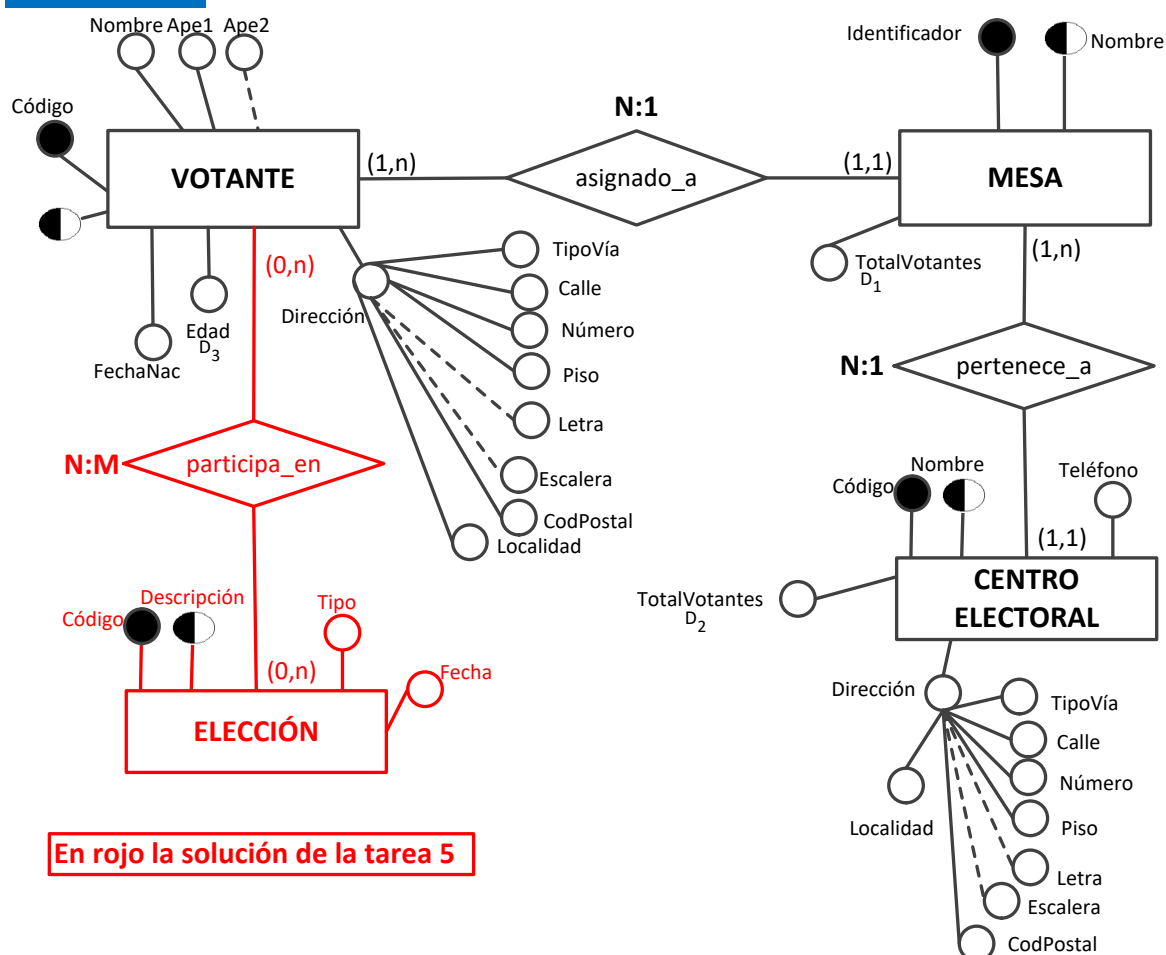 Nombre Ape1 Ape2
Código
VOTANTE
(1,n)
N:1
asignado_a
(1,1)
Identificador
Nombre
MESA
TotalVotantes
D1
(1,n)
(0,n)
Edad
D3
FechaNac
Dirección
TipoVía
Calle
Número
Piso
Letra
Escalera
CodPostal
Localidad
N:1
pertenece_a
N:M
participa_en
Código
Nombre
Teléfono
(1,1)
CENTRO
ELECTORAL
TotalVotantes
D2
Código
Descripción
Tipo
(0,n)
Fecha
ELECCIÓN
Dirección
TipoVía
Calle
Número
Piso
Letra
Escalera
CodPostal
Localidad
En rojo la solución de la tarea 5